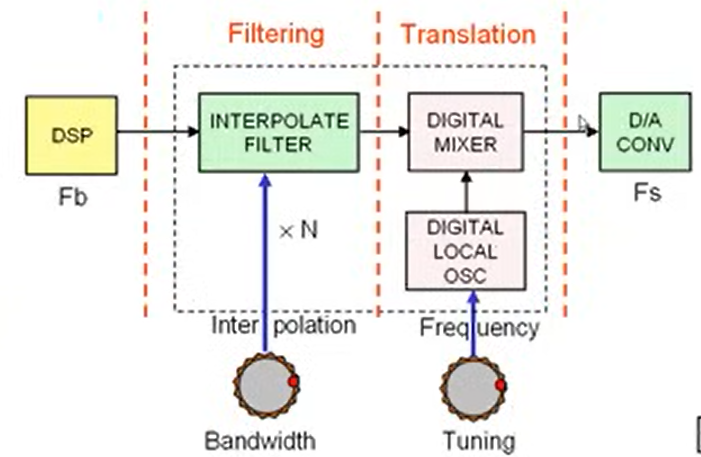 Filtering
Translation
DSP
INTERPOLATE
FILTER
DIGITAL
MIXER
D/A
CONV
Fb
Fs
× N
DIGITAL
LOCAL
OSC
Inter polation
Frequency
Bandwidth
Tuning